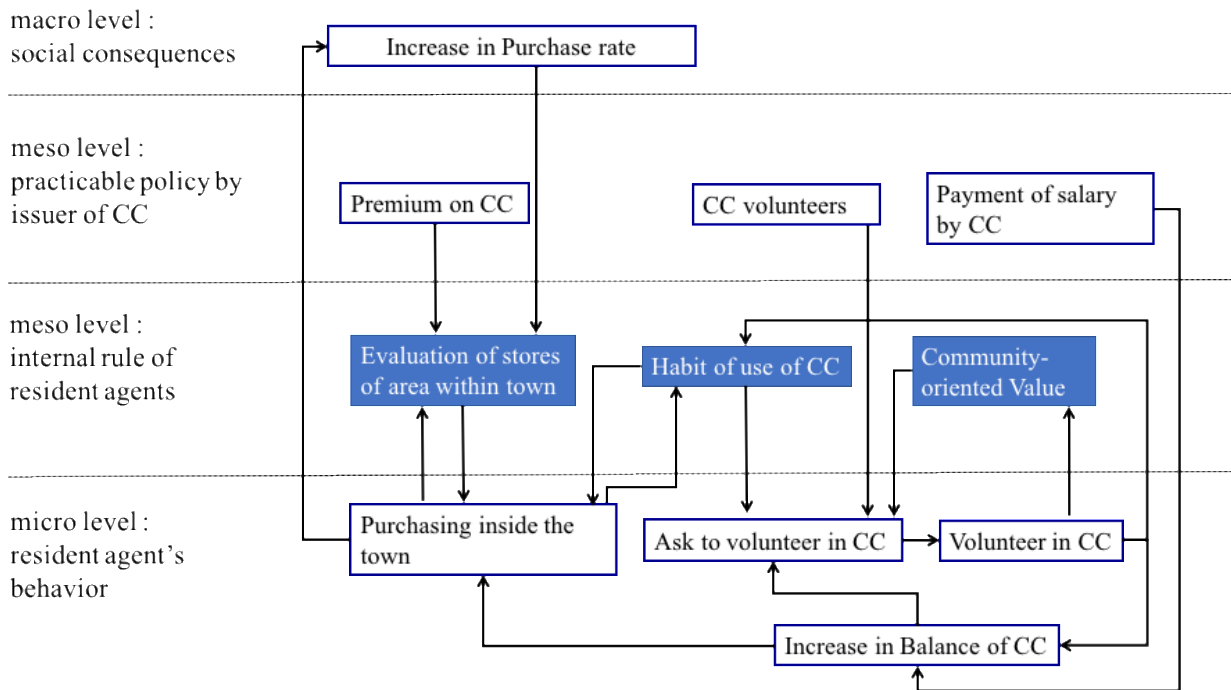 macro level :
social consequences
Increase in Purchase rate
meso level :
practicable policy by
issuer of CC
Premium on CC
CC volunteers
Payment of salary
by CC
meso level :
internal rule of
resident agents
Evaluation of stores
of area within town
Habit of use of CC
Community-
oriented Value
micro level :
resident agent's
behavior
Purchasing inside the
town
Ask to volunteer in CC
Volunteer in CC
Increase in Balance of CC